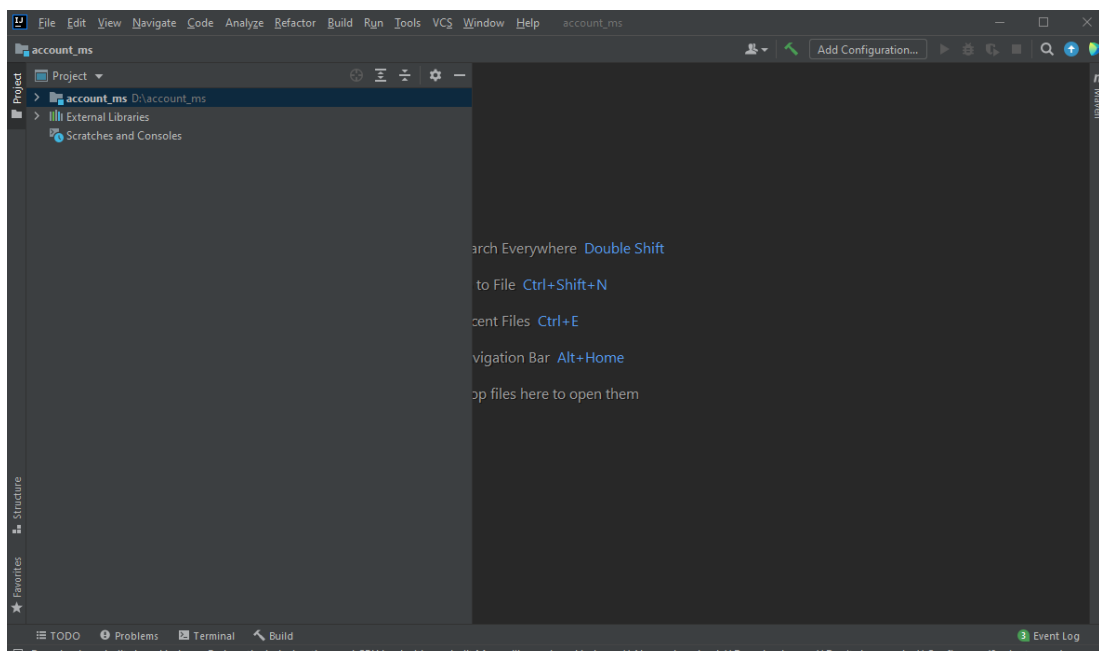 File Edit View Navigate Code Analyze Refactor Build Run Tools VCS Window Help account_ms
account_ms
Add Configuration...
Project
Project
account_ms D:\account_ms
External Libraries
Scratches and Consoles
arch Everywhere Double Shift
to File Ctrl+Shift+N
cent Files Ctrl+E
vigation Bar Alt+Home
op files here to open them
Structure
Favorites
TODO Problems Terminal Build
3 Event Log